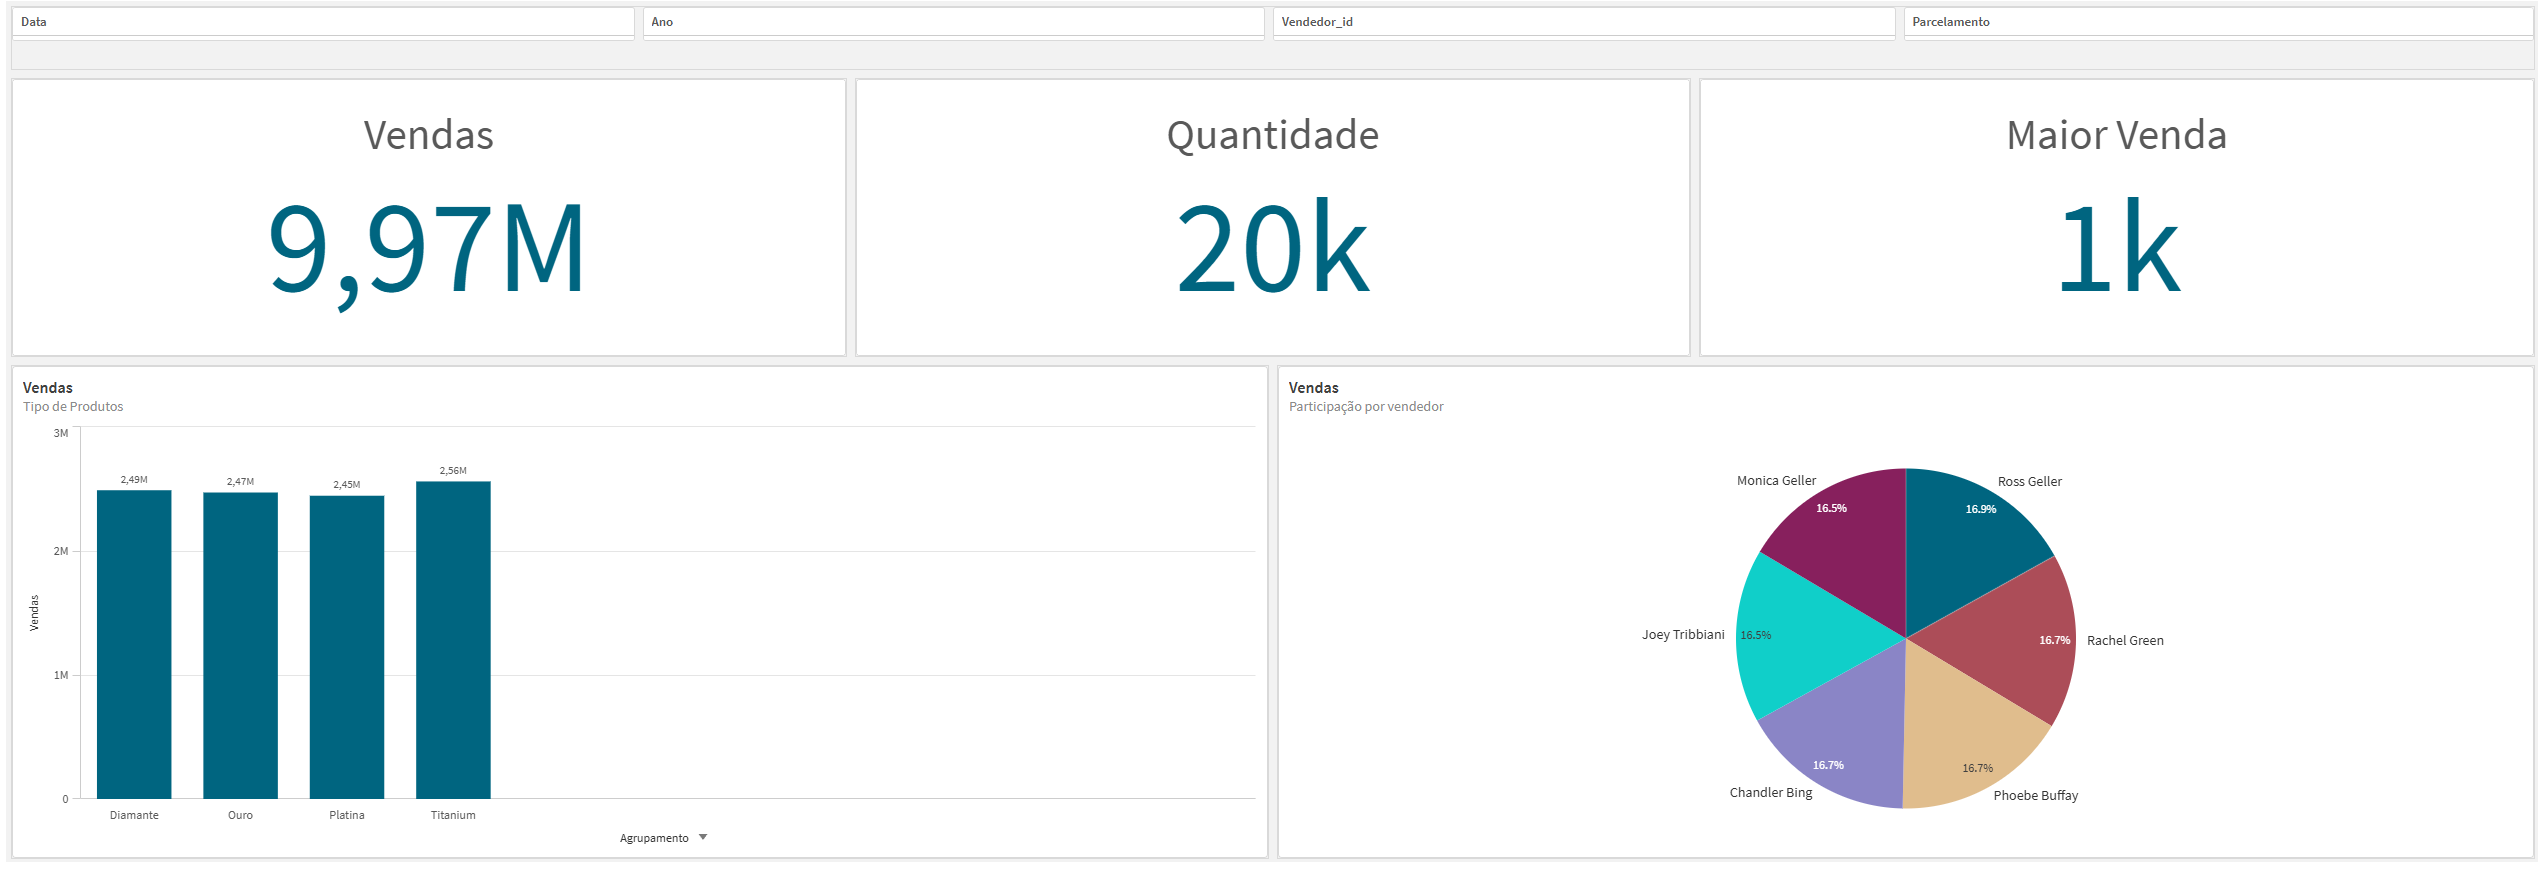 Data
Ano
Vendedor_id
Parcelamento
Vendas
9,97M
Quantidade
20k
Maior Venda
1k
Vendas
Tipo de Produtos
3M
2M
1M
0
Vendas
2,49M
2,47M
2,45M
2,56M
Diamante
Ouro
Platina
Titanium
Agrupamento
Vendas
Participação por vendedor
Monica Geller
16.5%
Ross Geller
16.9%
Joey Tribbiani
16.5%
Rachel Green
16.7%
Chandler Bing
16.7%
Phoebe Buffay
16.7%